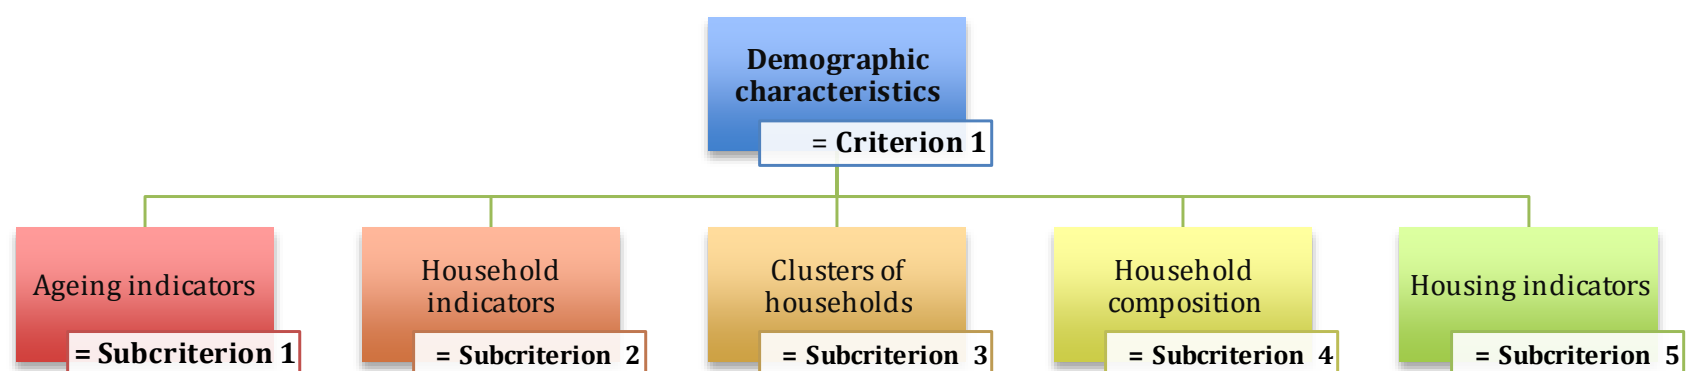 Demographic
characteristics
= Criterion 1
Ageing indicators
= Subcriterion 1
Household
indicators
= Subcriterion 2
Clusters of
households
= Subcriterion 3
Household
composition
= Subcriterion 4
Housing indicators
= Subcriterion 5